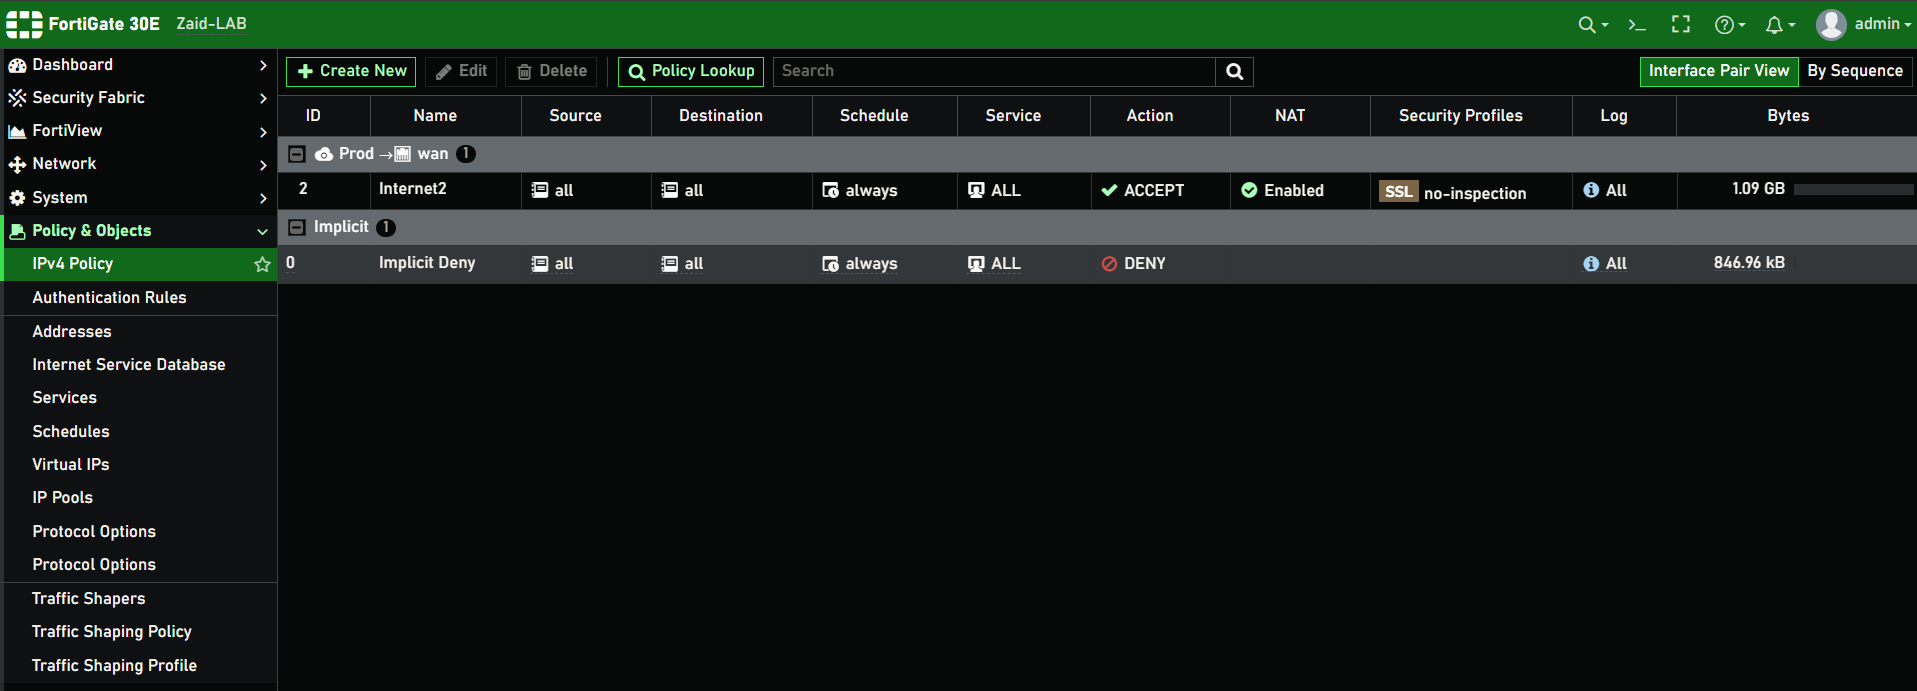 FortiGate 30E Zaid-LAB admin
Dashboard
Security Fabric
FortiView
Network
System
Policy & Objects
IPv4 Policy
Authentication Rules
Addresses
Internet Service Database
Services
Schedules
Virtual IPs
IP Pools
Protocol Options
Protocol Options
Traffic Shapers
Traffic Shaping Policy
Traffic Shaping Profile
Create New Edit Delete Policy Lookup Search Interface Pair View By Sequence
ID Name Source Destination Schedule Service Action NAT Security Profiles Log Bytes
Prod → wan 1
2 Internet2 all all always ALL ACCEPT Enabled SSL no-inspection All 1.09 GB
Implicit 1
0 Implicit Deny all all always ALL DENY All 846.96 kB